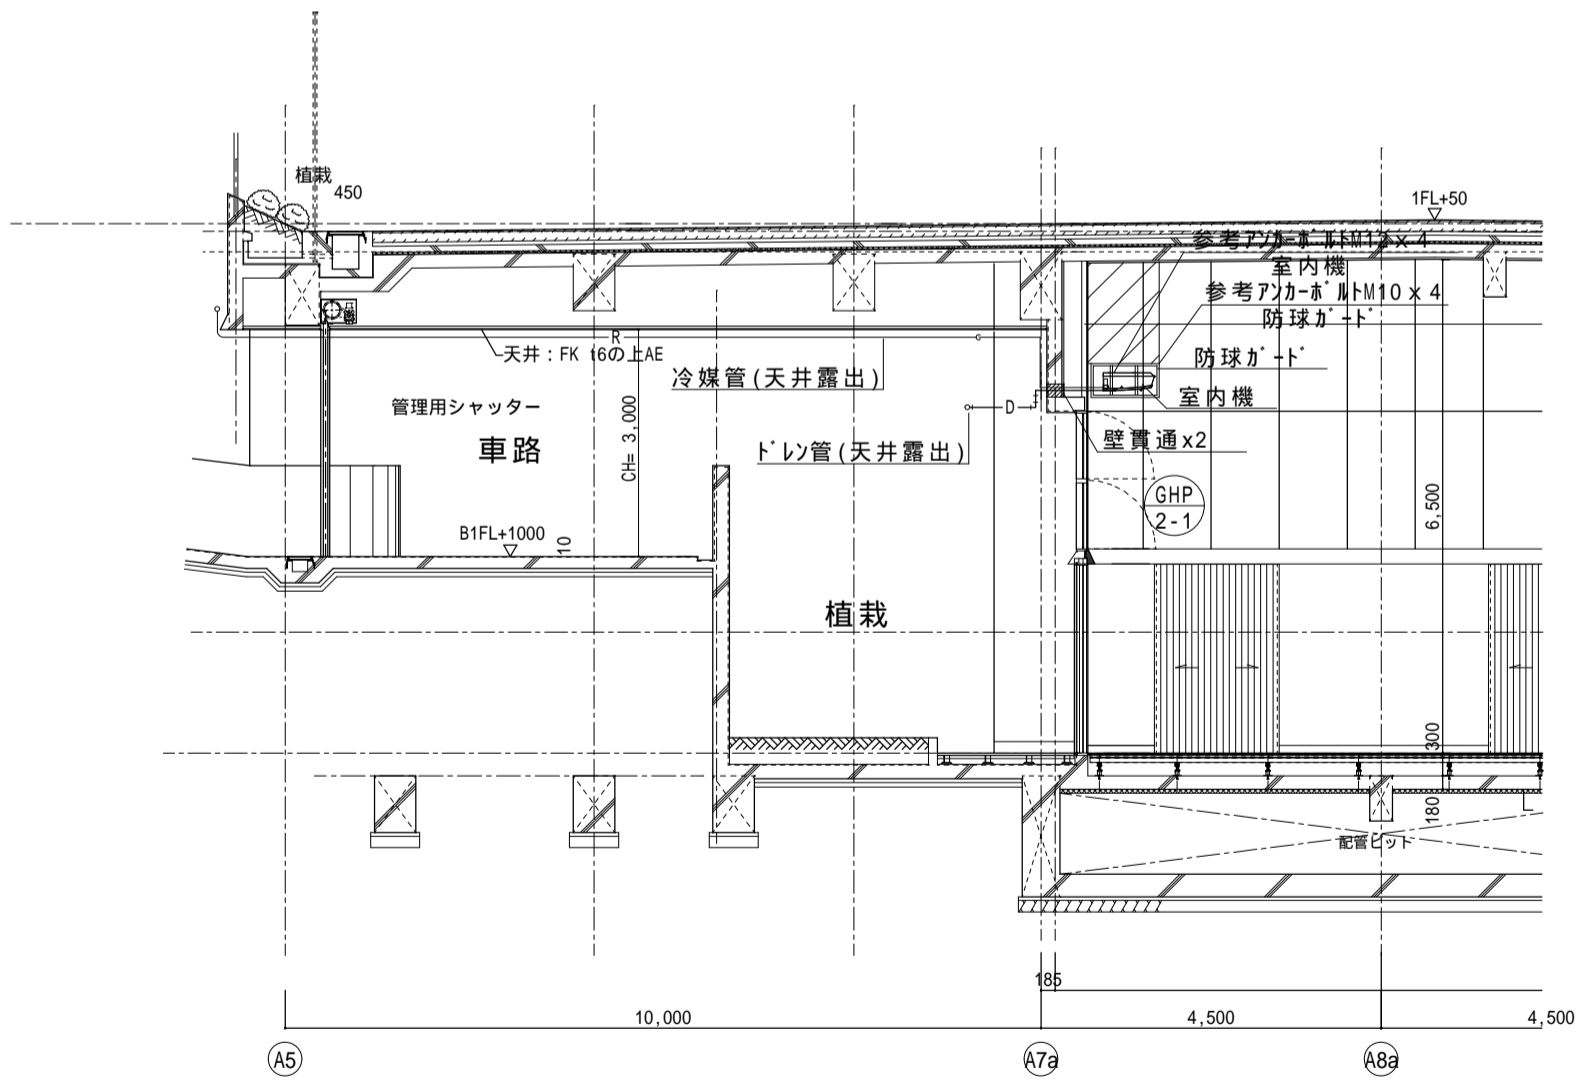 植栽
450
1FL+50
参考アンカーボルトM12×4
室内機
参考アンカーボルトM10×4
防球ガード
R
天井：FK t6の上AE
冷媒管(天井露出)
防球ガード
室内機
管理用シャッター
車路
CH= 3,000
D
ドレン管(天井露出)
壁貫通x2
GHP
2-1
6,500
B1FL+1000
10
植栽
300
180
配管ピット
185
10,000
4,500
4,500
A5
A7a
A8a